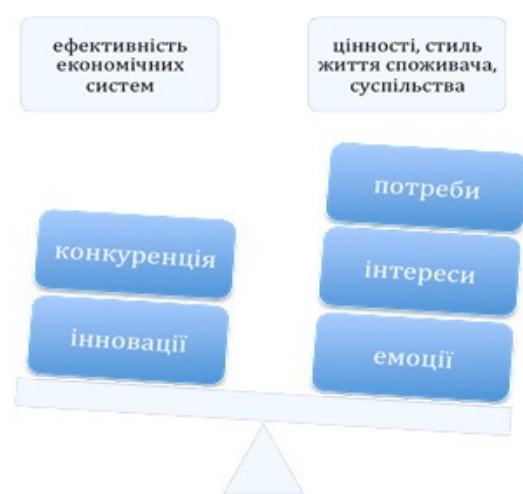 ефективність
економічних
систем
цінності, стиль
життя споживача,
суспільства
потреби
конкуренція
інтереси
інновації
емоції